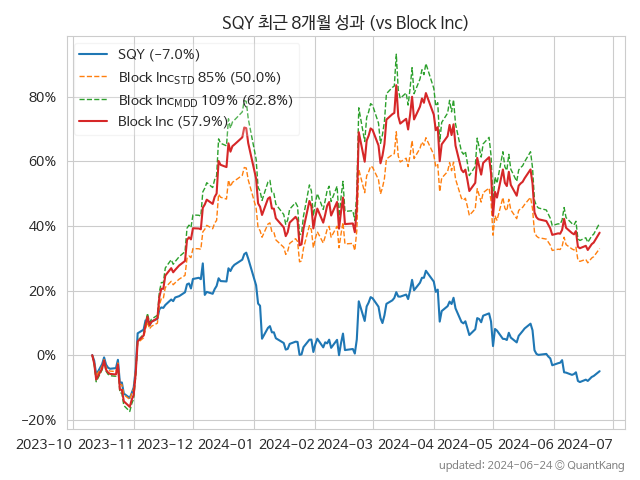 SQY 최근 8개월 성과 (vs Block Inc)
SQY (−7.0%)
Block Inc_STD 85% (50.0%)
Block Inc_MDD 109% (62.8%)
Block Inc (57.9%)
80%
60%
40%
20%
0%
−20%
2023−10 2023−11 2023−12 2024−01 2024−02 2024−03 2024−04 2024−05 2024−06 2024−07
updated: 2024-06-24 © QuantKang